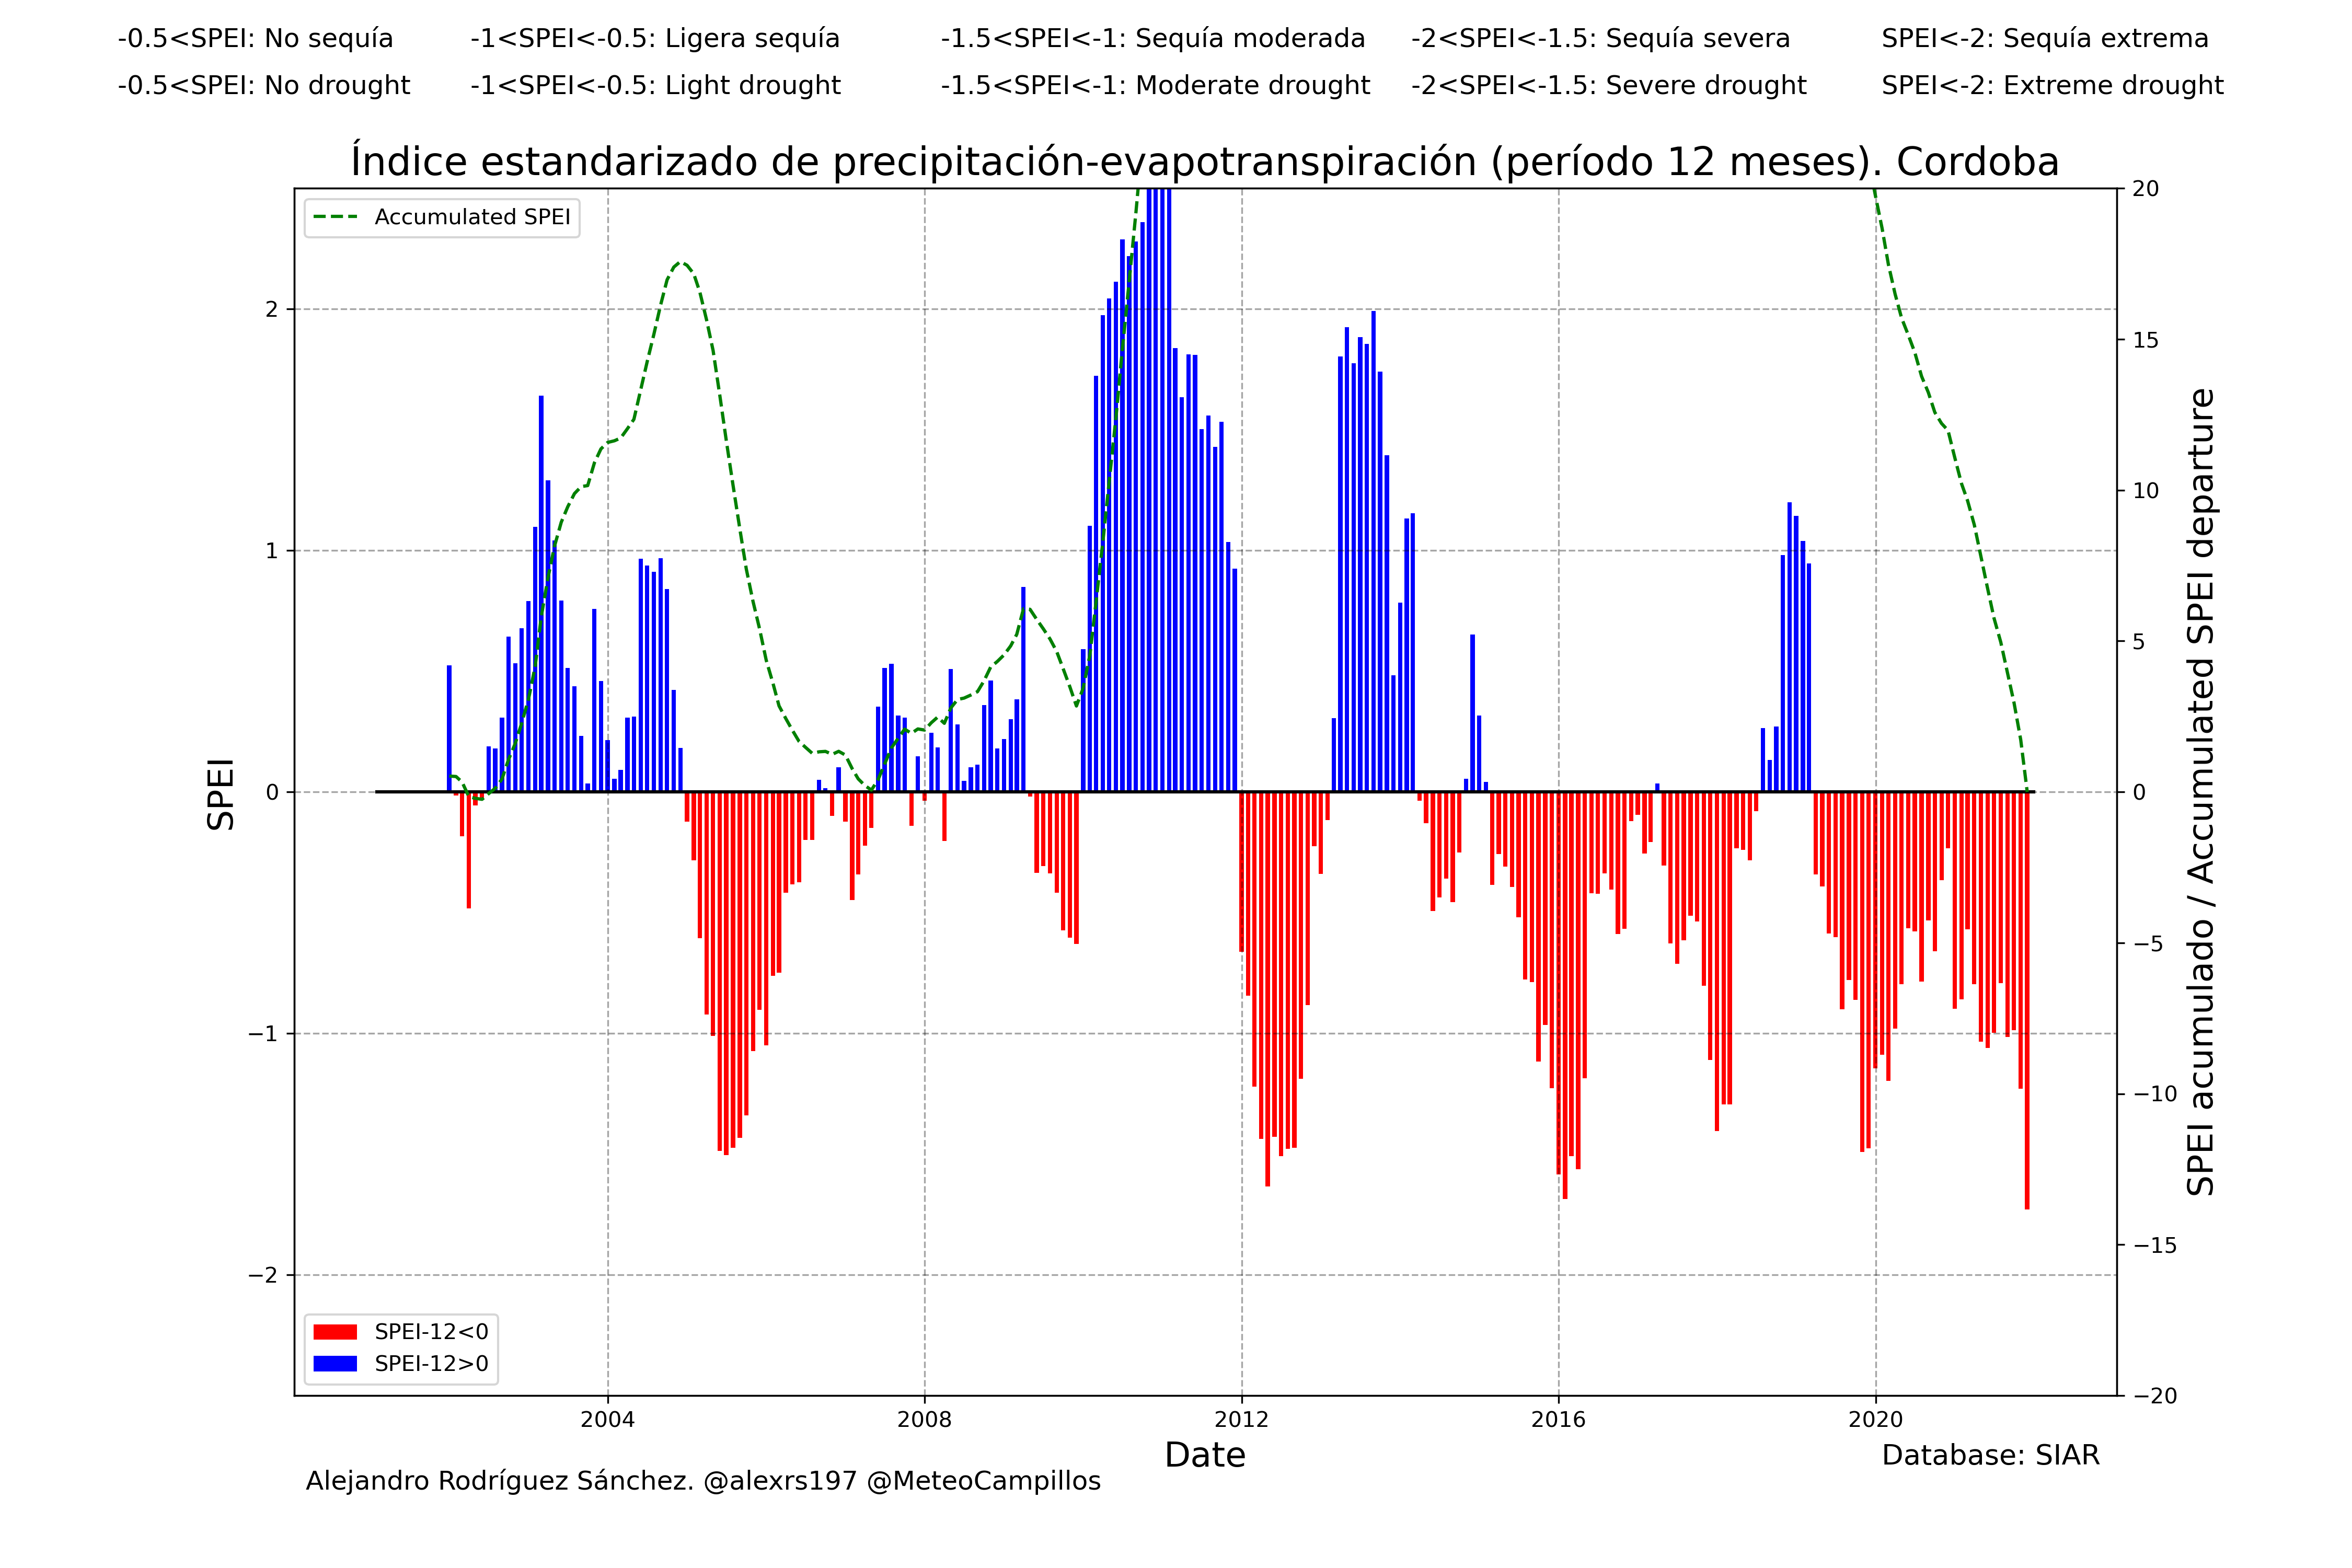 -0.5<SPEI: No sequía -1<SPEI<-0.5: Ligera sequía -1.5<SPEI<-1: Sequía moderada -2<SPEI<-1.5: Sequía severa SPEI<-2: Sequía extrema
-0.5<SPEI: No drought -1<SPEI<-0.5: Light drought -1.5<SPEI<-1: Moderate drought -2<SPEI<-1.5: Severe drought SPEI<-2: Extreme drought
Índice estandarizado de precipitación-evapotranspiración (período 12 meses). Cordoba
Accumulated SPEI
SPEI
2
1
0
−1
−2
20
15
10
5
0
−5
−10
−15
−20
SPEI acumulado / Accumulated SPEI departure
SPEI-12<0
SPEI-12>0
2004 2008 2012 2016 2020
Date
Database: SIAR
Alejandro Rodríguez Sánchez. @alexrs197 @MeteoCampillos